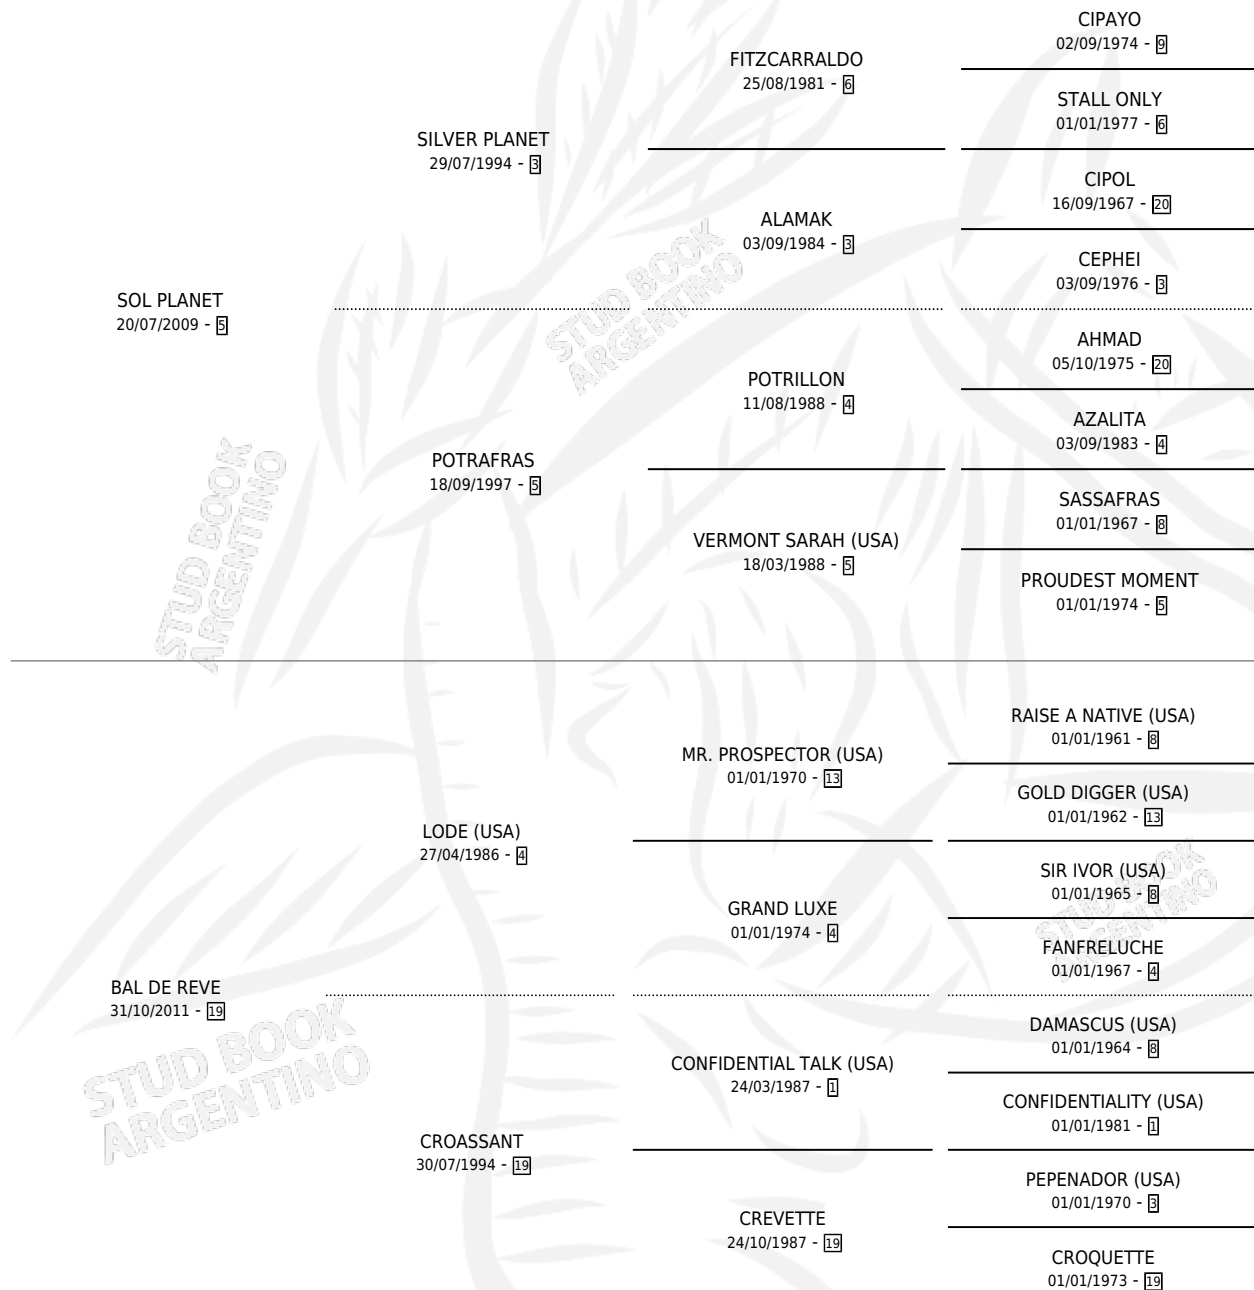 CIPAYO
02/09/1974 - 9
FITZCARRALDO
25/08/1981 - 6
STALL ONLY
01/01/1977 - 6
SILVER PLANET
29/07/1994 - 3
CIPOL
16/09/1967 - 20
ALAMAK
03/09/1984 - 3
CEPHEI
03/09/1976 - 3
SOL PLANET
20/07/2009 - 5
AHMAD
05/10/1975 - 20
POTRILLON
11/08/1988 - 4
AZALITA
03/09/1983 - 4
POTRAFRAS
18/09/1997 - 5
SASSAFRAS
01/01/1967 - 8
VERMONT SARAH (USA)
18/03/1988 - 5
PROUDEST MOMENT
01/01/1974 - 5
RAISE A NATIVE (USA)
01/01/1961 - 8
MR. PROSPECTOR (USA)
01/01/1970 - 13
GOLD DIGGER (USA)
01/01/1962 - 13
LODE (USA)
27/04/1986 - 4
SIR IVOR (USA)
01/01/1965 - 8
GRAND LUXE
01/01/1974 - 4
FANFRELUCHE
01/01/1967 - 4
BAL DE REVE
31/10/2011 - 19
DAMASCUS (USA)
01/01/1964 - 8
CONFIDENTIAL TALK (USA)
24/03/1987 - 1
CONFIDENTIALITY (USA)
01/01/1981 - 1
CROASSANT
30/07/1994 - 19
PEPENADOR (USA)
01/01/1970 - 3
CREVETTE
24/10/1987 - 19
CROQUETTE
01/01/1973 - 19
STUD BOOK
ARGENTINO
STUD BOOK
ARGENTINO
STUD BOOK
ARGENTINO
STUD BOOK
ARGENTINO